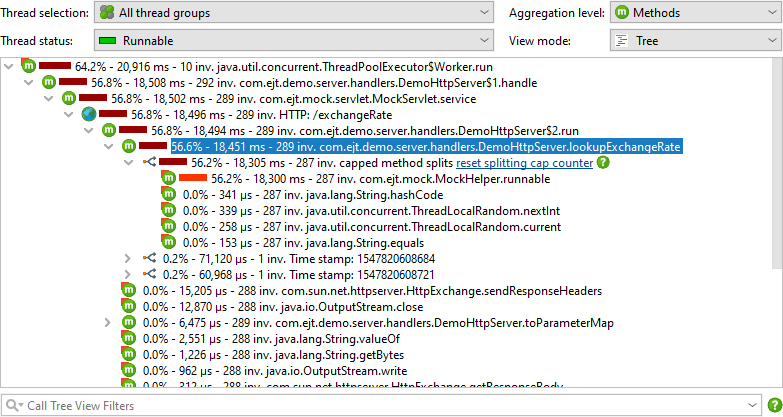 Thread selection: All thread groups Aggregation level: Methods
Thread status: Runnable View mode: Tree
64.2% - 20,916 ms - 10 inv. java.util.concurrent.ThreadPoolExecutor$Worker.run
56.8% - 18,508 ms - 292 inv. com.ejt.demo.server.handlers.DemoHttpServer$1.handle
56.8% - 18,502 ms - 289 inv. com.ejt.mock.servlet.MockServlet.service
56.8% - 18,496 ms - 289 inv. HTTP: /exchangeRate
56.8% - 18,494 ms - 289 inv. com.ejt.demo.server.handlers.DemoHttpServer$2.run
56.6% - 18,451 ms - 289 inv. com.ejt.demo.server.handlers.DemoHttpServer.lookupExchangeRate
56.2% - 18,305 ms - 287 inv. capped method splits reset splitting cap counter
56.2% - 18,300 ms - 287 inv. com.ejt.mock.MockHelper.runnable
0.0% - 341 µs - 287 inv. java.lang.String.hashCode
0.0% - 339 µs - 287 inv. java.util.concurrent.ThreadLocalRandom.nextInt
0.0% - 258 µs - 287 inv. java.util.concurrent.ThreadLocalRandom.current
0.0% - 153 µs - 287 inv. java.lang.String.equals
0.2% - 71,120 µs - 1 inv. Time stamp: 1547820608684
0.2% - 60,968 µs - 1 inv. Time stamp: 1547820608721
0.0% - 15,205 µs - 288 inv. com.sun.net.httpserver.HttpExchange.sendResponseHeaders
0.0% - 12,870 µs - 288 inv. java.io.OutputStream.close
0.0% - 6,475 µs - 289 inv. com.ejt.demo.server.handlers.DemoHttpServer.toParameterMap
0.0% - 2,551 µs - 288 inv. java.lang.String.valueOf
0.0% - 1,226 µs - 288 inv. java.lang.String.getBytes
0.0% - 962 µs - 288 inv. java.io.OutputStream.write
0.0% - 312 µs - 288 inv. com.sun.net.httpserver.HttpExchange.getResponseBody
Call Tree View Filters